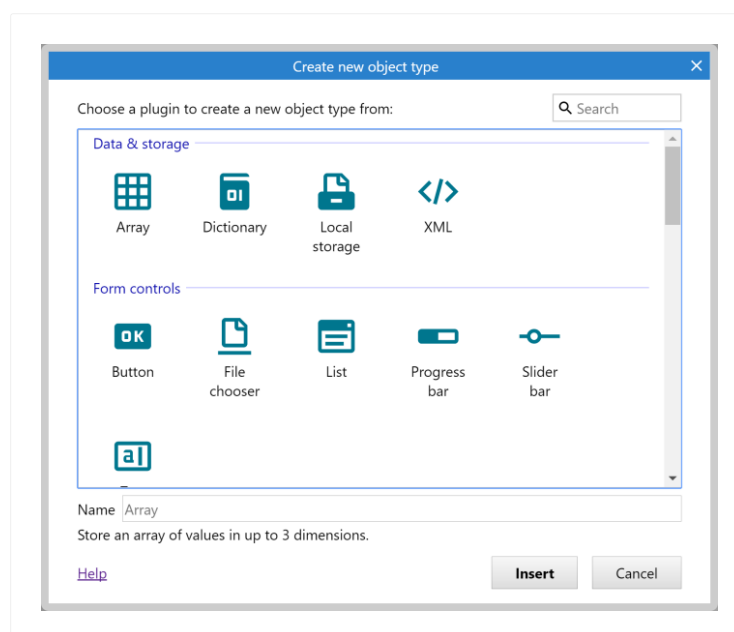 Create new object type
Choose a plugin to create a new object type from:
Search
Data & storage
Array
Dictionary
Local
storage
XML
Form controls
OK
Button
File
chooser
List
Progress
bar
Slider
bar
a
Name Array
Store an array of values in up to 3 dimensions.
Help
Insert
Cancel